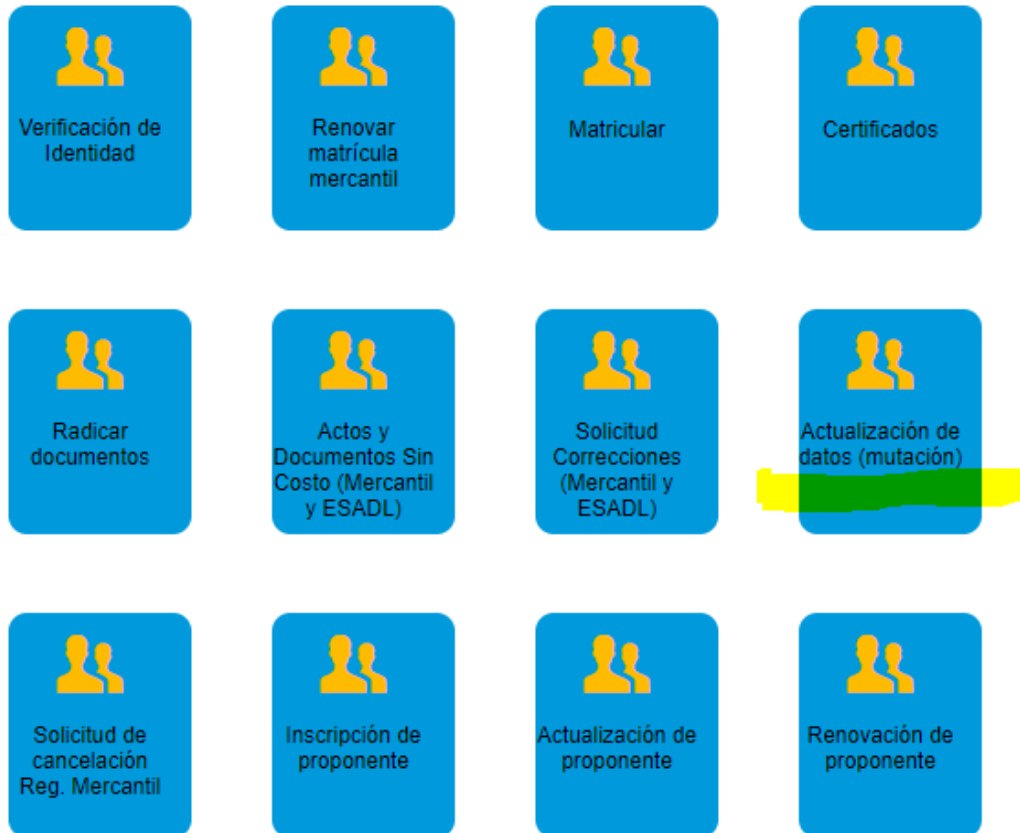 Verificación de
Identidad
Renovar
matrícula
mercantil
Matricular
Certificados
Radicar
documentos
Actos y
Documentos Sin
Costo (Mercantil
y ESADL)
Solicitud
Correcciones
(Mercantil y
ESADL)
Actualización de
datos (mutación)
Solicitud de
cancelación
Reg. Mercantil
Inscripción de
proponente
Actualización de
proponente
Renovación de
proponente